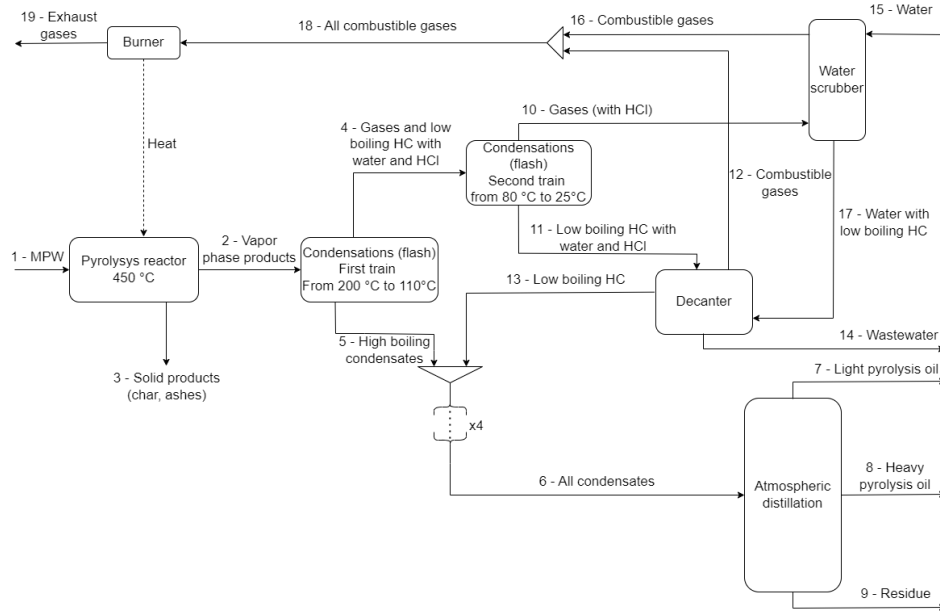 19 - Exhaust
gases
Burner
18 - All combustible gases
16 - Combustible gases
15 - Water
Water
scrubber
Heat
4 - Gases and low
boiling HC with
water and HCl
10 - Gases (with HCl)
Condensations
(flash)
Second train
from 80 °C to 25°C
12 - Combustible
gases
17 - Water with
low boiling HC
11 - Low boiling HC with
water and HCl
1 - MPW
Pyrolysys reactor
450 °C
2 - Vapor
phase products
Condensations (flash)
First train
From 200 °C to 110°C
13 - Low boiling HC
Decanter
5 - High boiling
condensates
14 - Wastewater
3 - Solid products
(char, ashes)
7 - Light pyrolysis oil
x4
6 - All condensates
Atmospheric
distillation
8 - Heavy
pyrolysis oil
9 - Residue